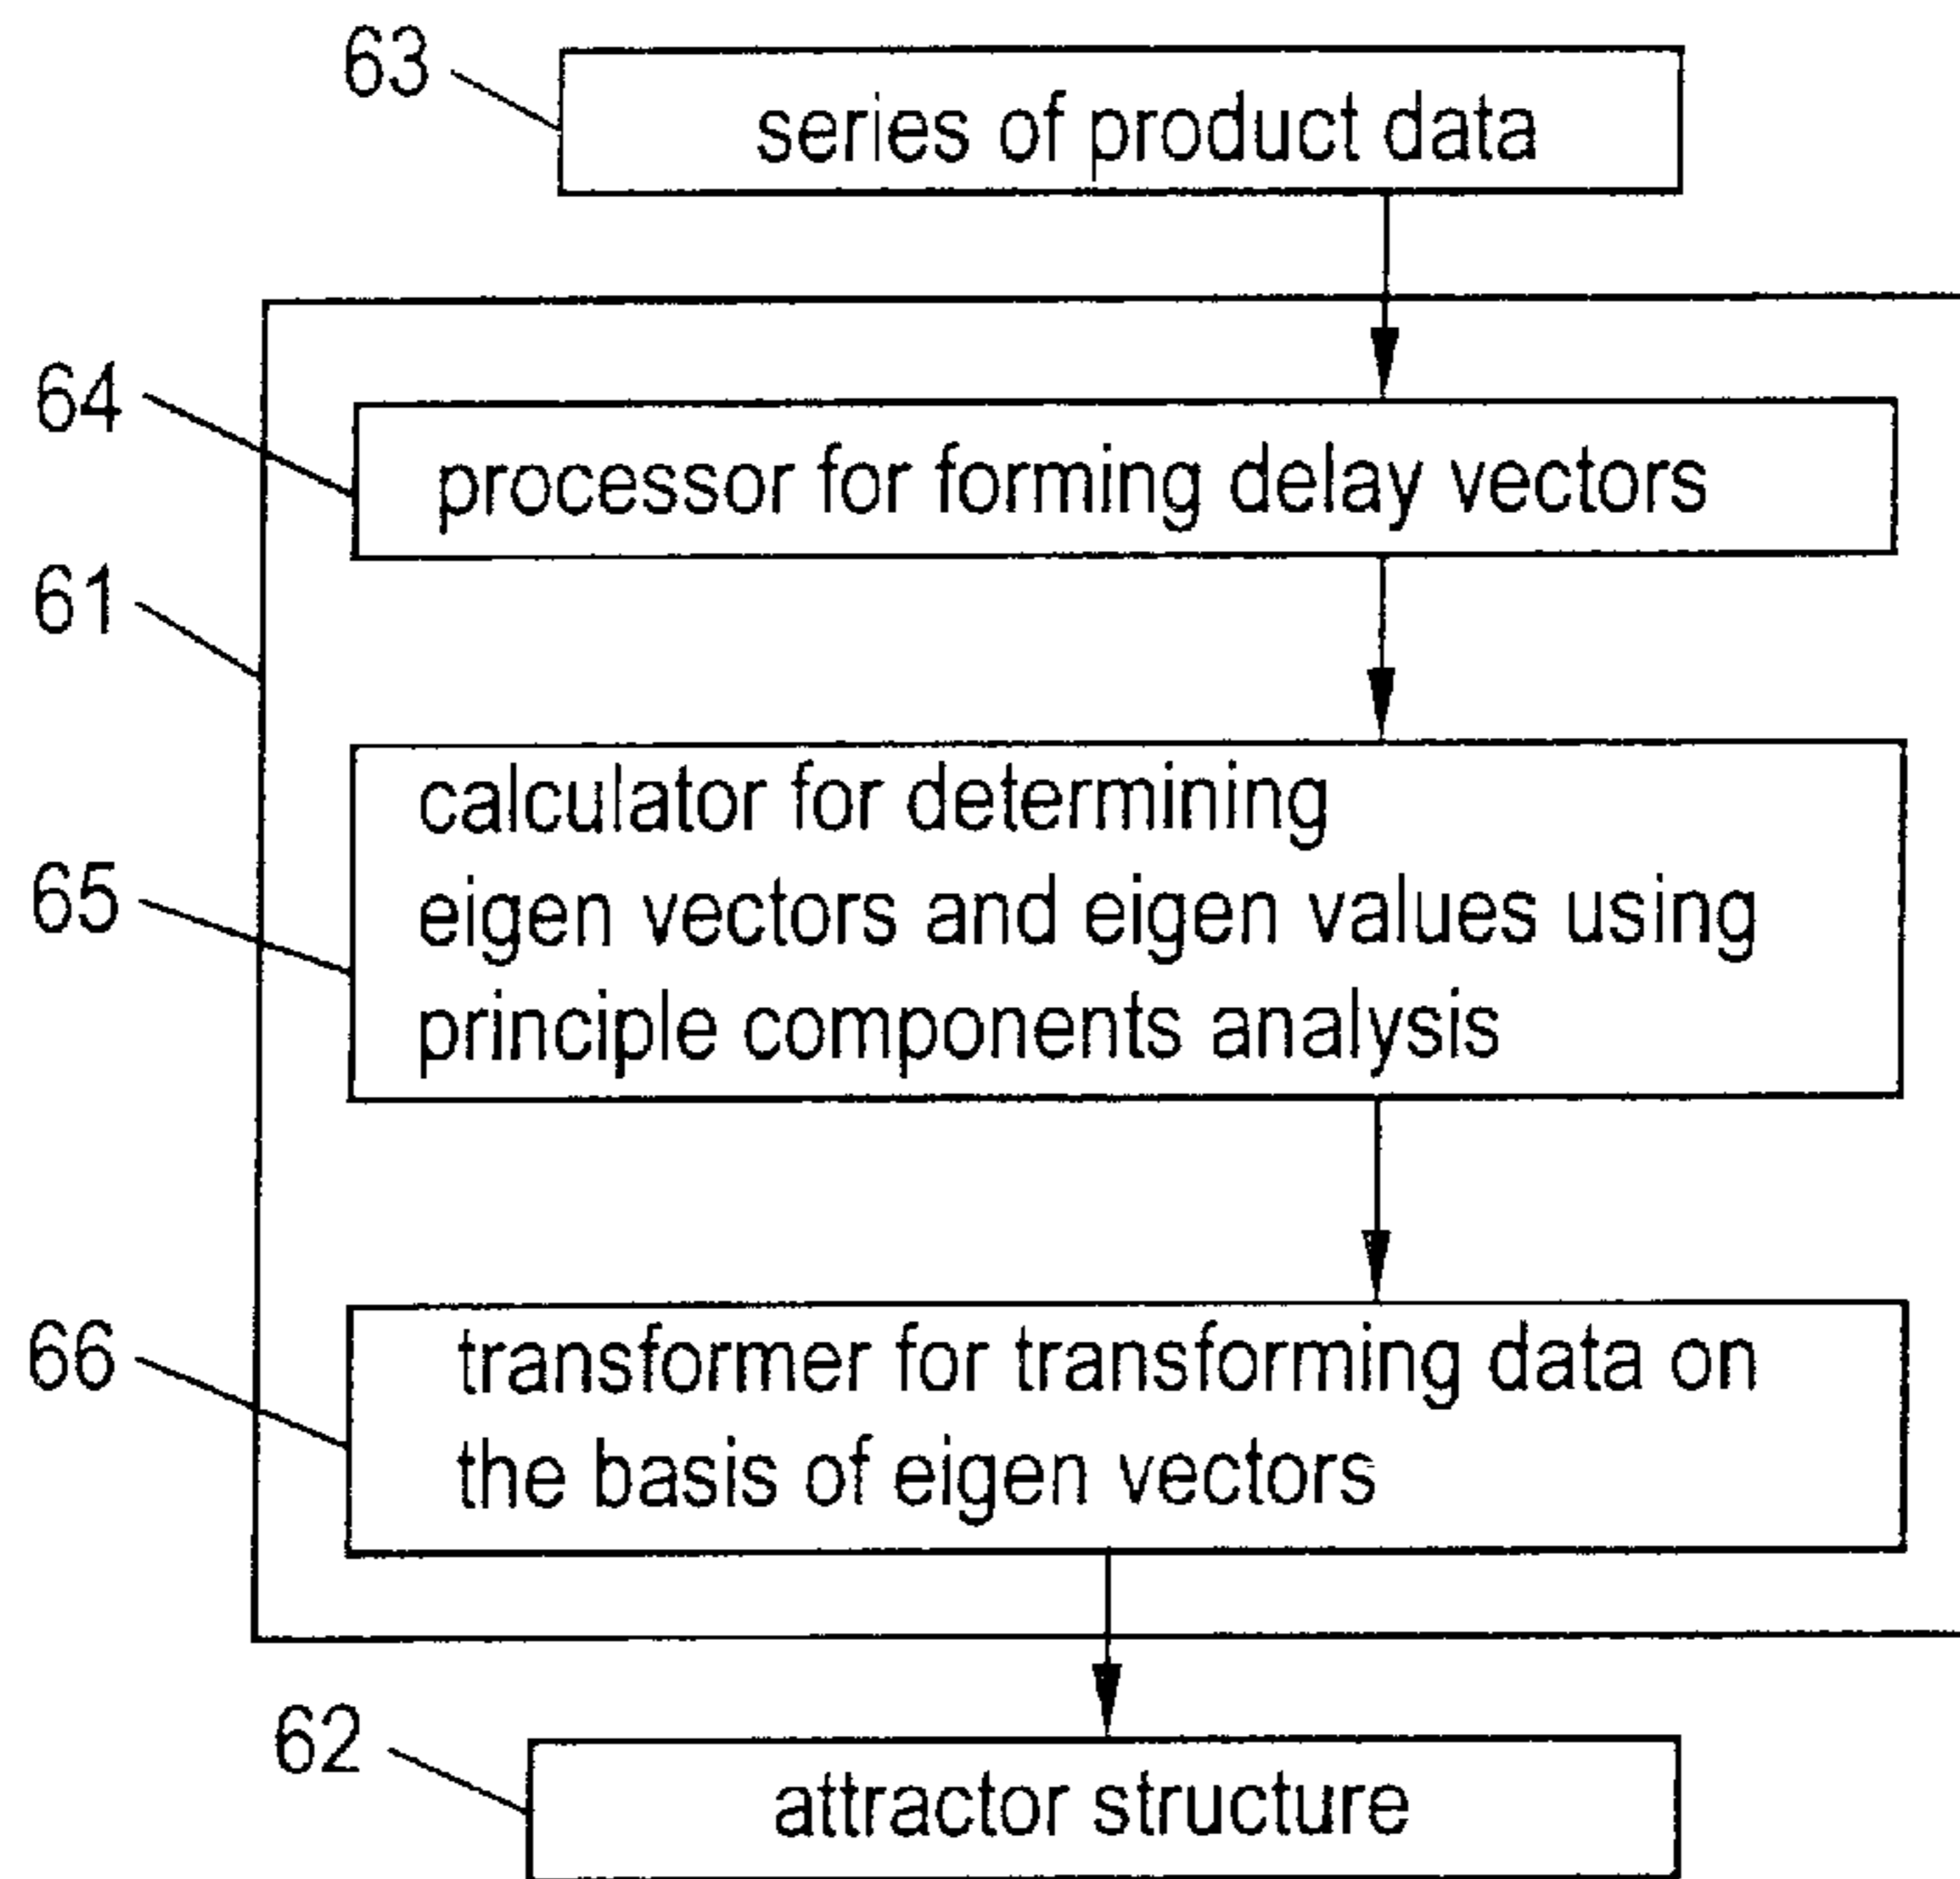 63
series of product data
64
processor for forming delay vectors
61
calculator for determining
65
eigen vectors and eigen values using
principle components analysis
66
transformer for transforming data on
the basis of eigen vectors
62
attractor structure